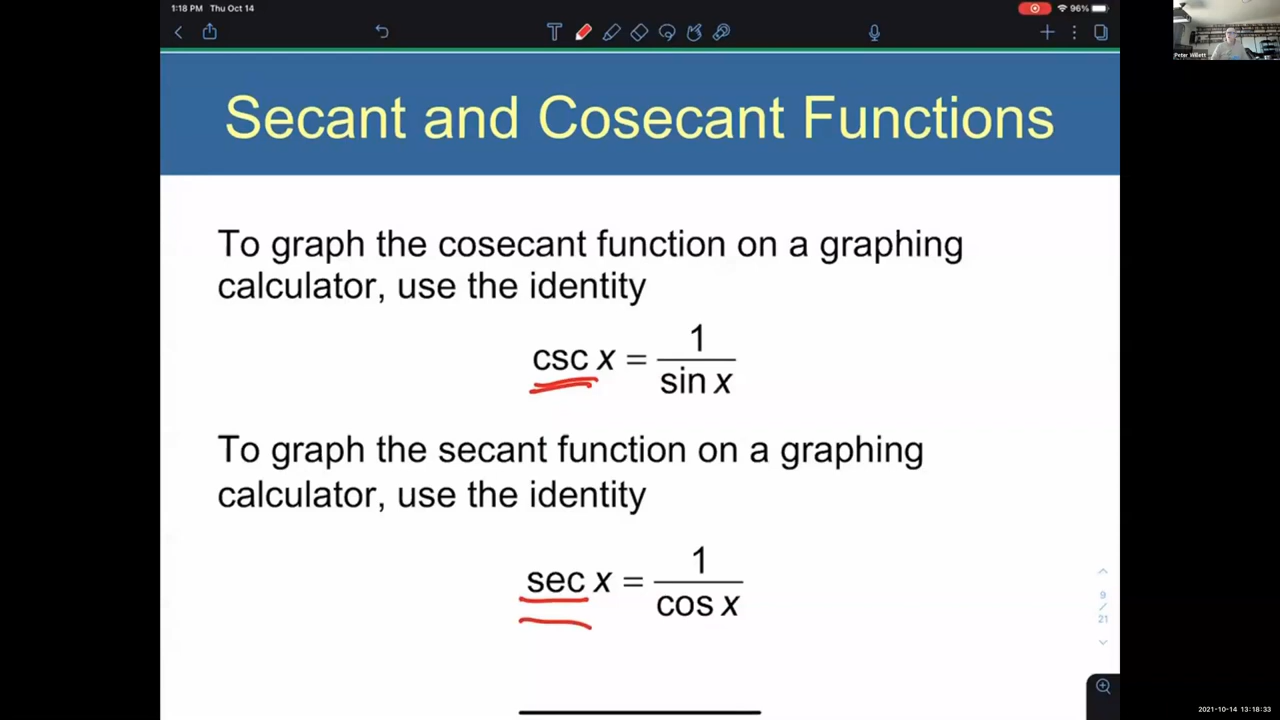 1:18 PM Thu Oct 14
96%
Peter Willett
Secant and Cosecant Functions
To graph the cosecant function on a graphing
calculator, use the identity
csc x = 1 / sin x
To graph the secant function on a graphing
calculator, use the identity
sec x = 1 / cos x
9
/
21
2021-10-14 13:18:33